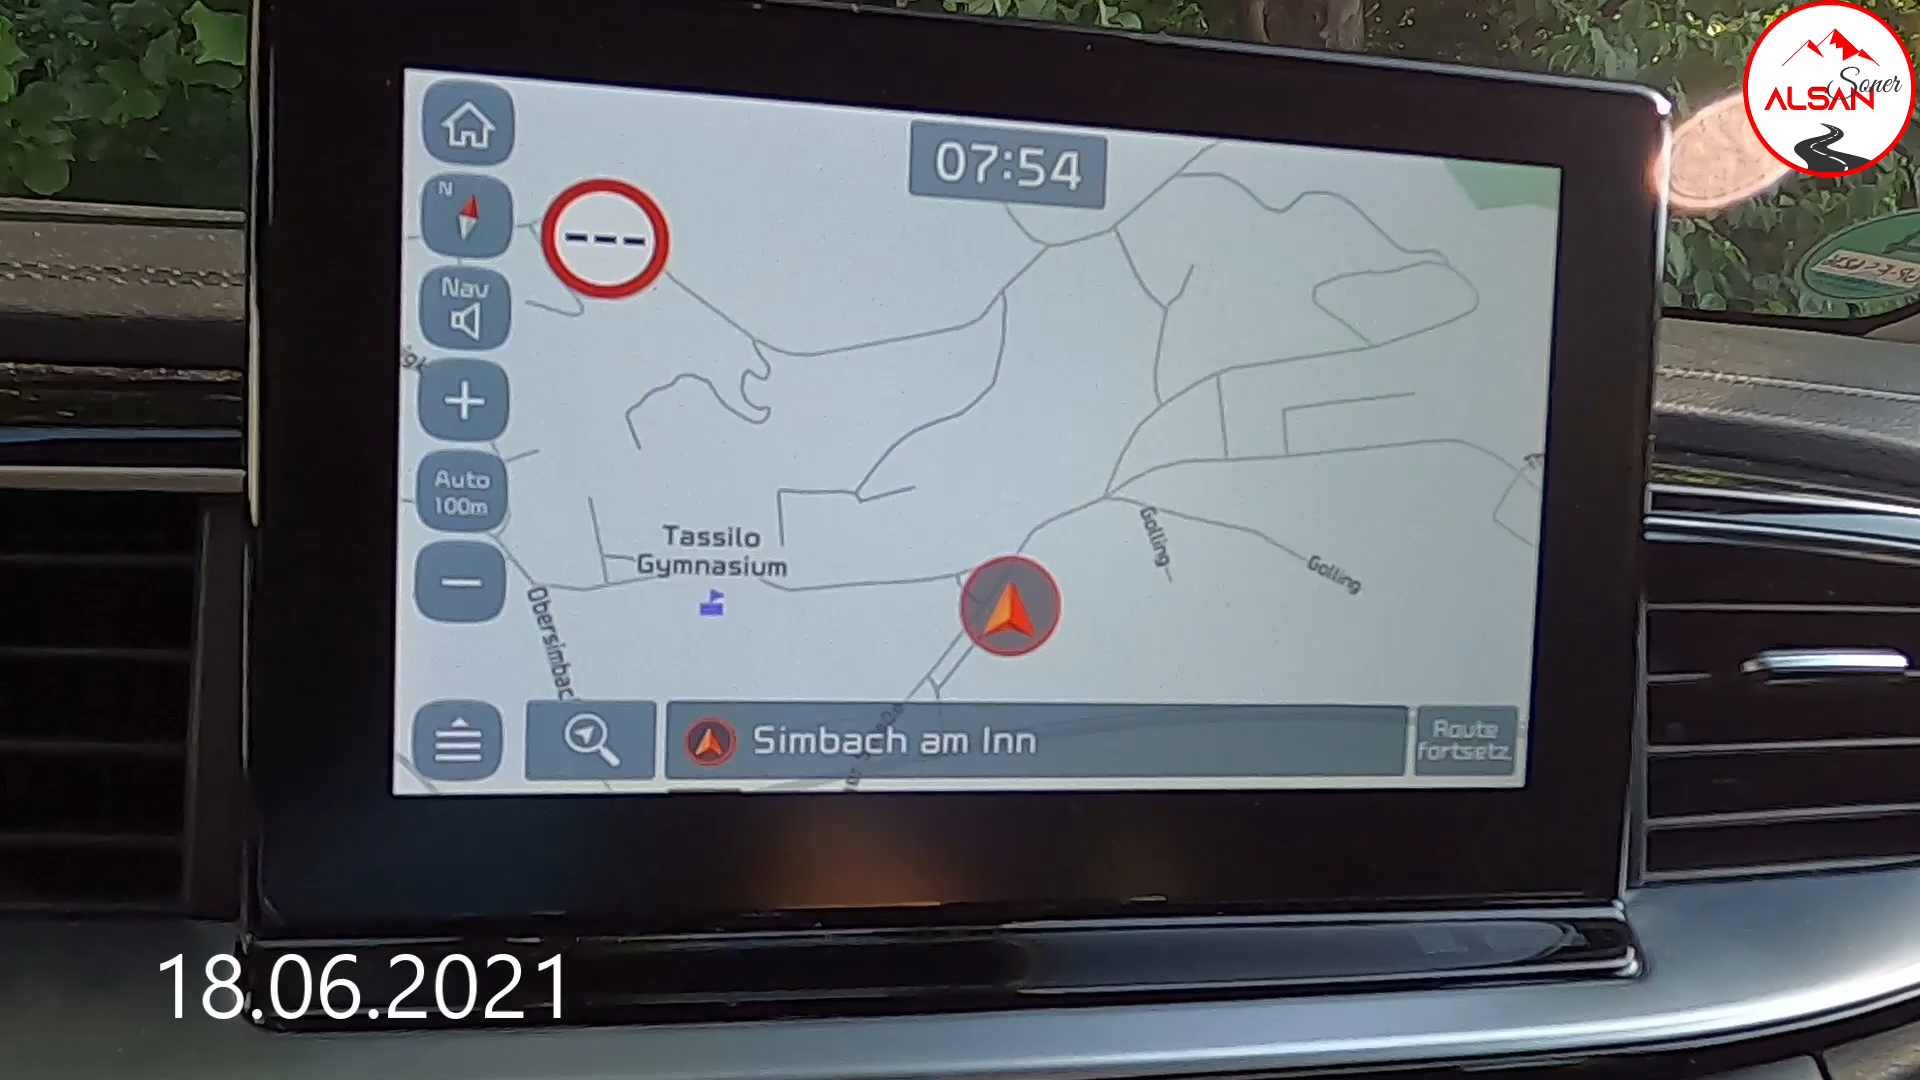 Soner
ALSAN
07:54
N
Nav
Auto
100m
Tassilo
Gymnasium
Obersimbac
Golling
Golling
Simbach am Inn
Route
fortsetz.
18.06.2021